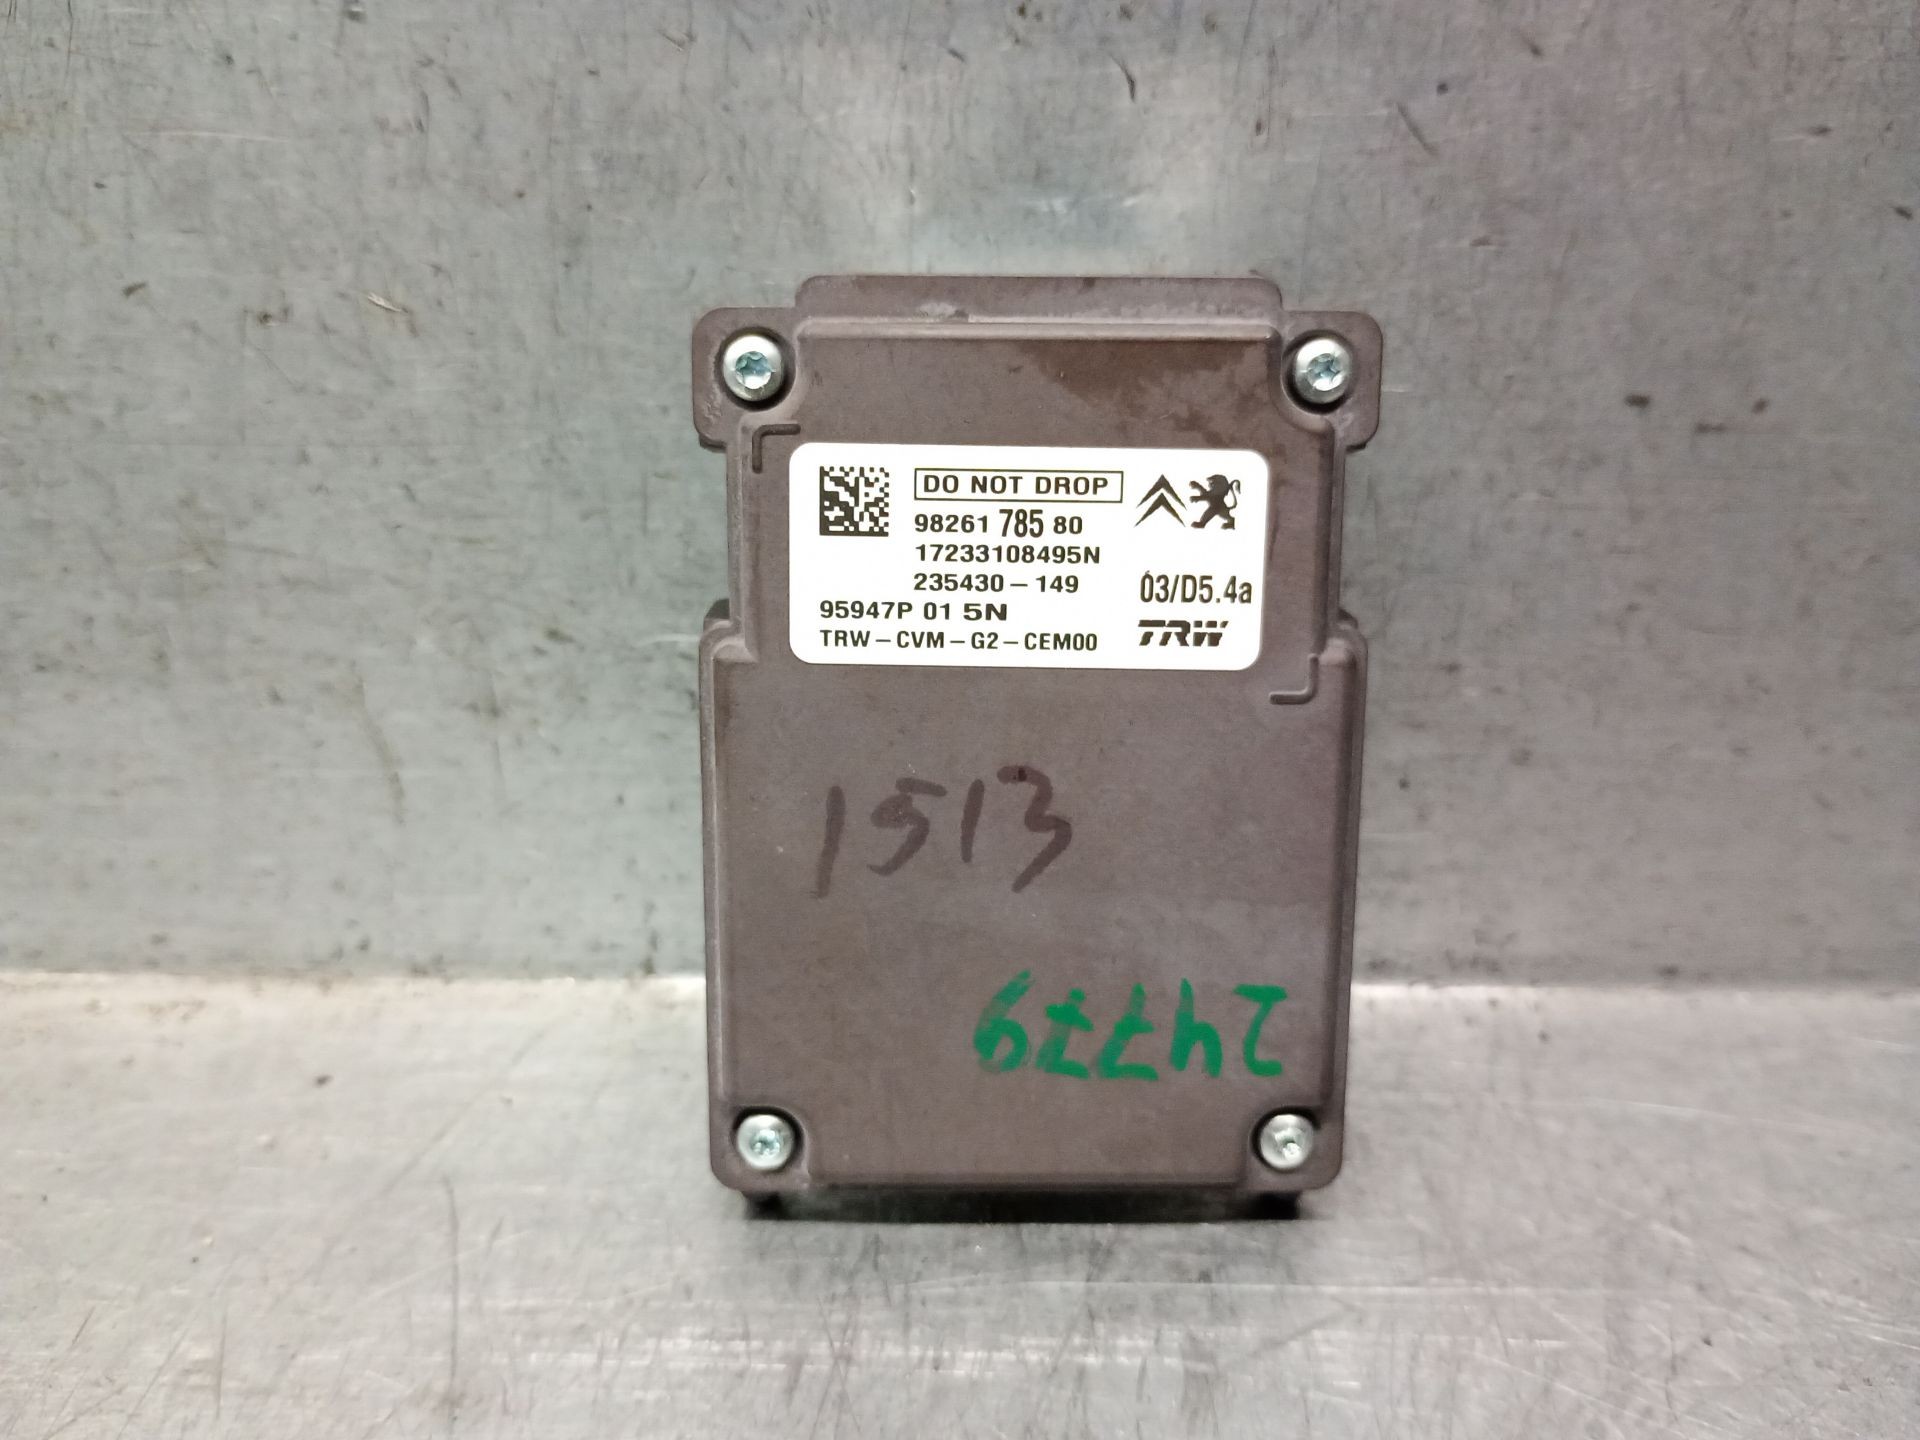 DO NOT DROP
98261 785 80
17233108495N
235430-149
03/D5.4a
95947P 01 5N
TRW-CVM-G2-CEM00
TRW
1513
24779